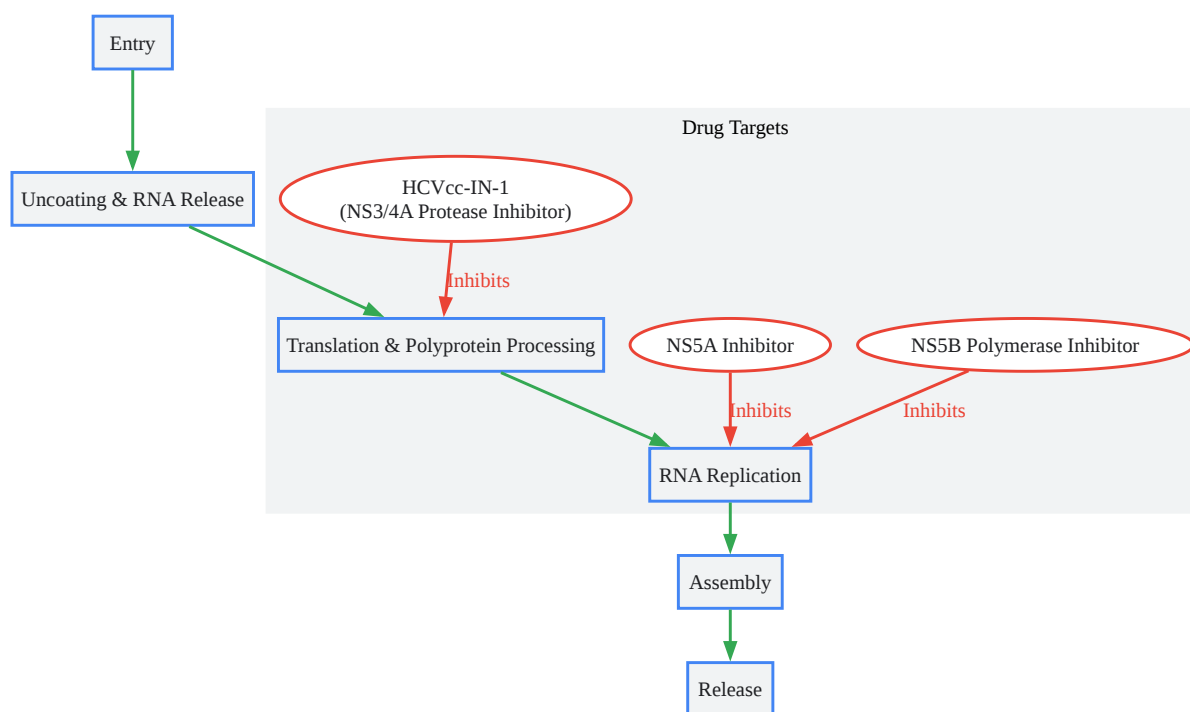 Entry
Drug Targets
Uncoating & RNA Release
HCVcc-IN-1
(NS3/4A Protease Inhibitor)
Inhibits
Translation & Polyprotein Processing
NS5A Inhibitor
NS5B Polymerase Inhibitor
Inhibits
Inhibits
RNA Replication
Assembly
Release